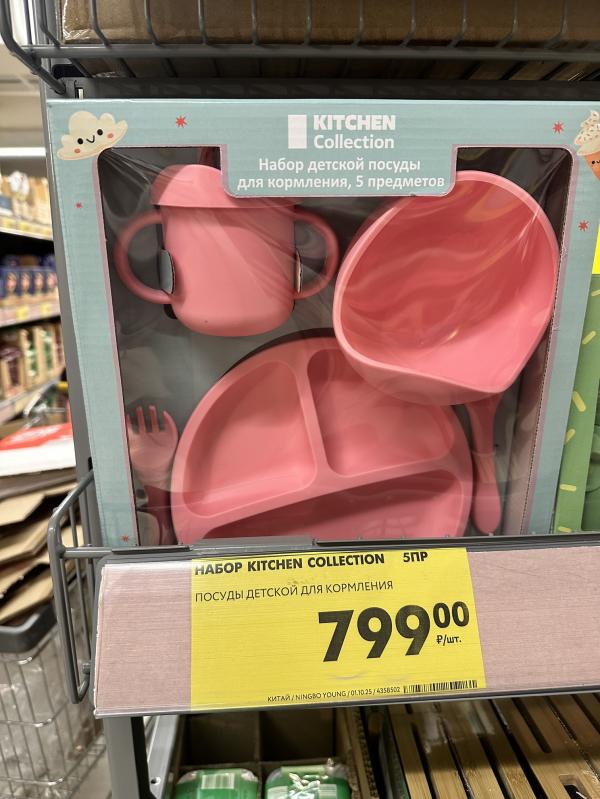 KITCHEN
Collection
Набор детской посуды
для кормления, 5 предметов
НАБОР KITCHEN COLLECTION 5ПР
ПОСУДЫ ДЕТСКОЙ ДЛЯ КОРМЛЕНИЯ
799 00
₽/шт.
КИТАЙ / NINGBO YOUNG / 01.10.25 / 4358502